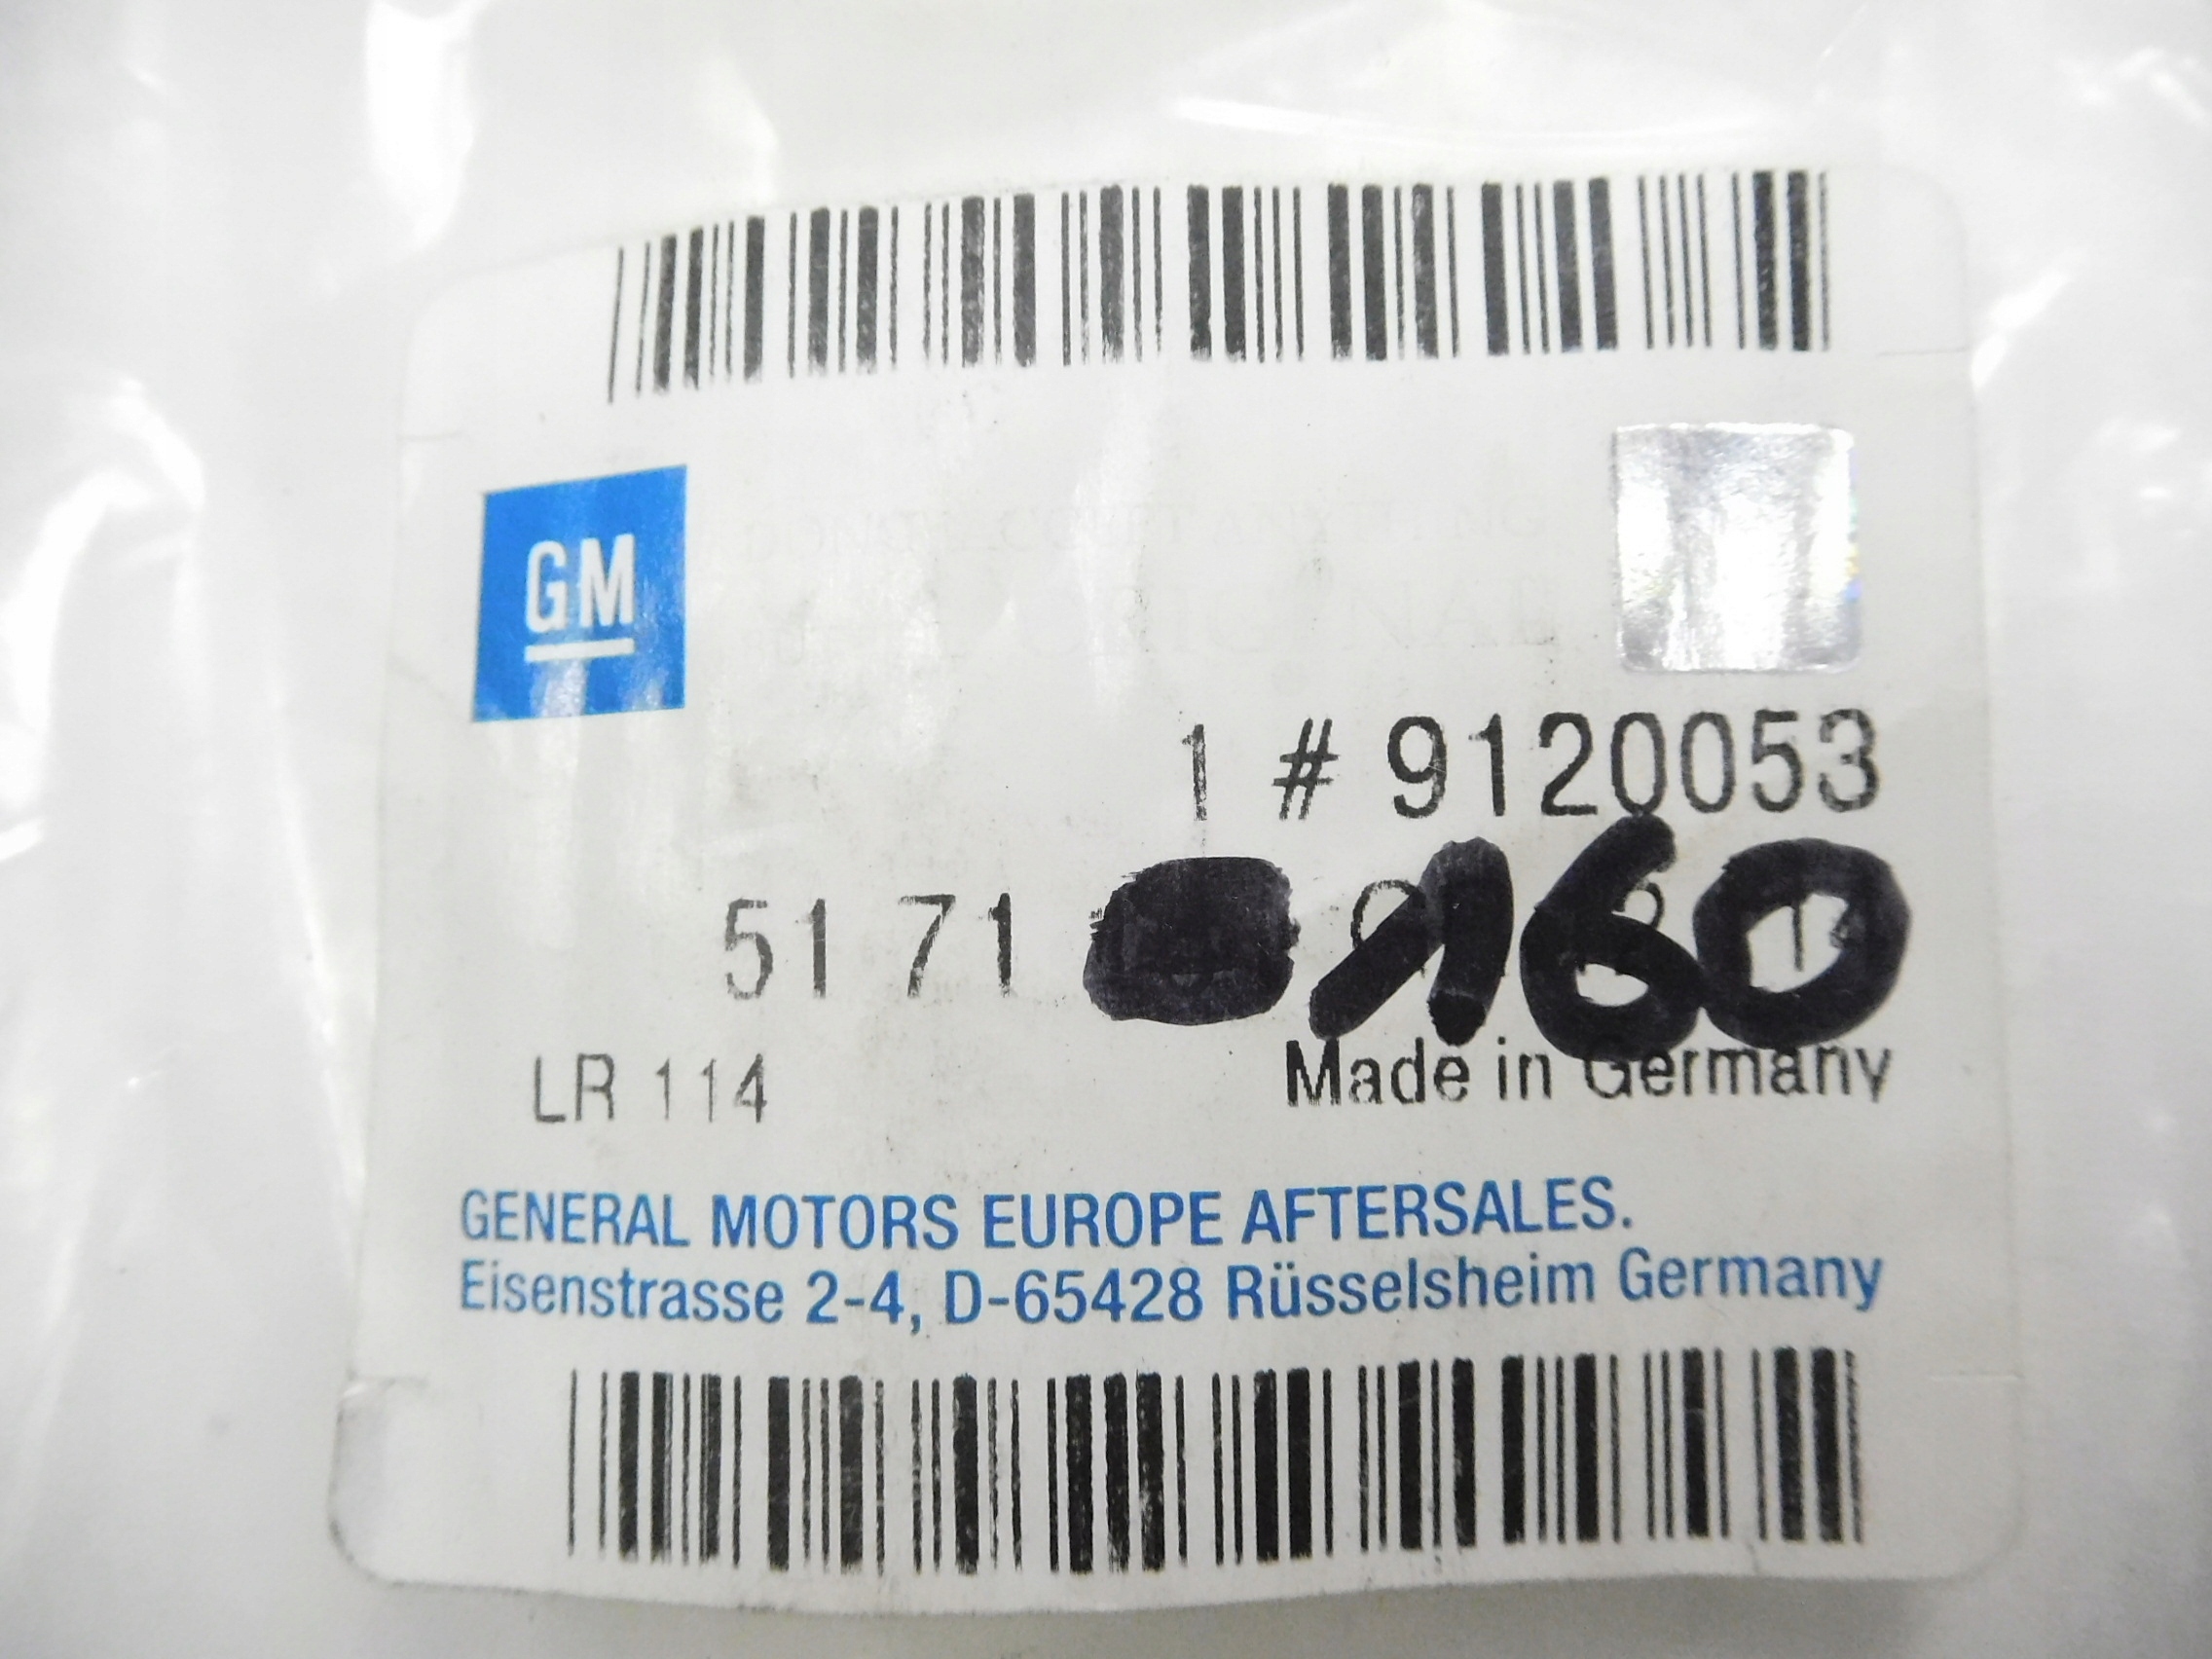 GM
1 # 9120053
51 71 160
LR 114
Made in Germany
GENERAL MOTORS EUROPE AFTERSALES.
Eisenstrasse 2-4, D-65428 Rüsselsheim Germany